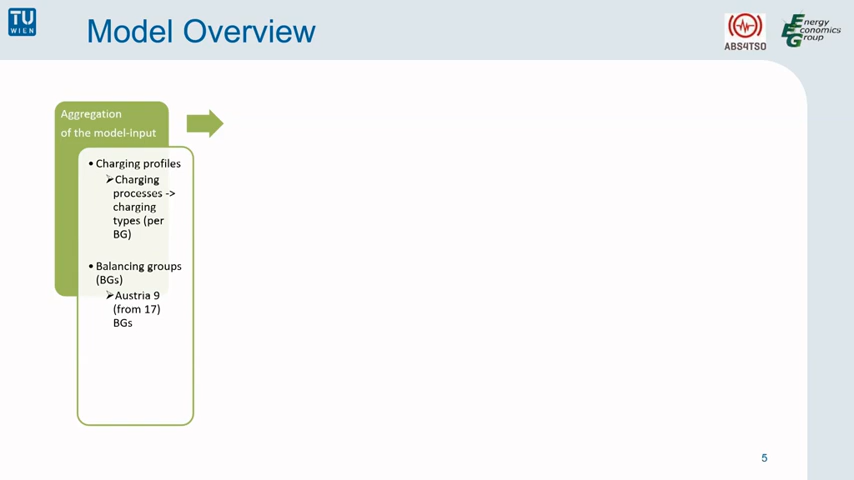 TU
WIEN
Model Overview
ABS4TSO
Energy
Economics
Group
Aggregation
of the model-input
• Charging profiles
➢Charging
processes ->
charging
types (per
BG)
• Balancing groups
(BGs)
➢Austria 9
(from 17)
BGs
5